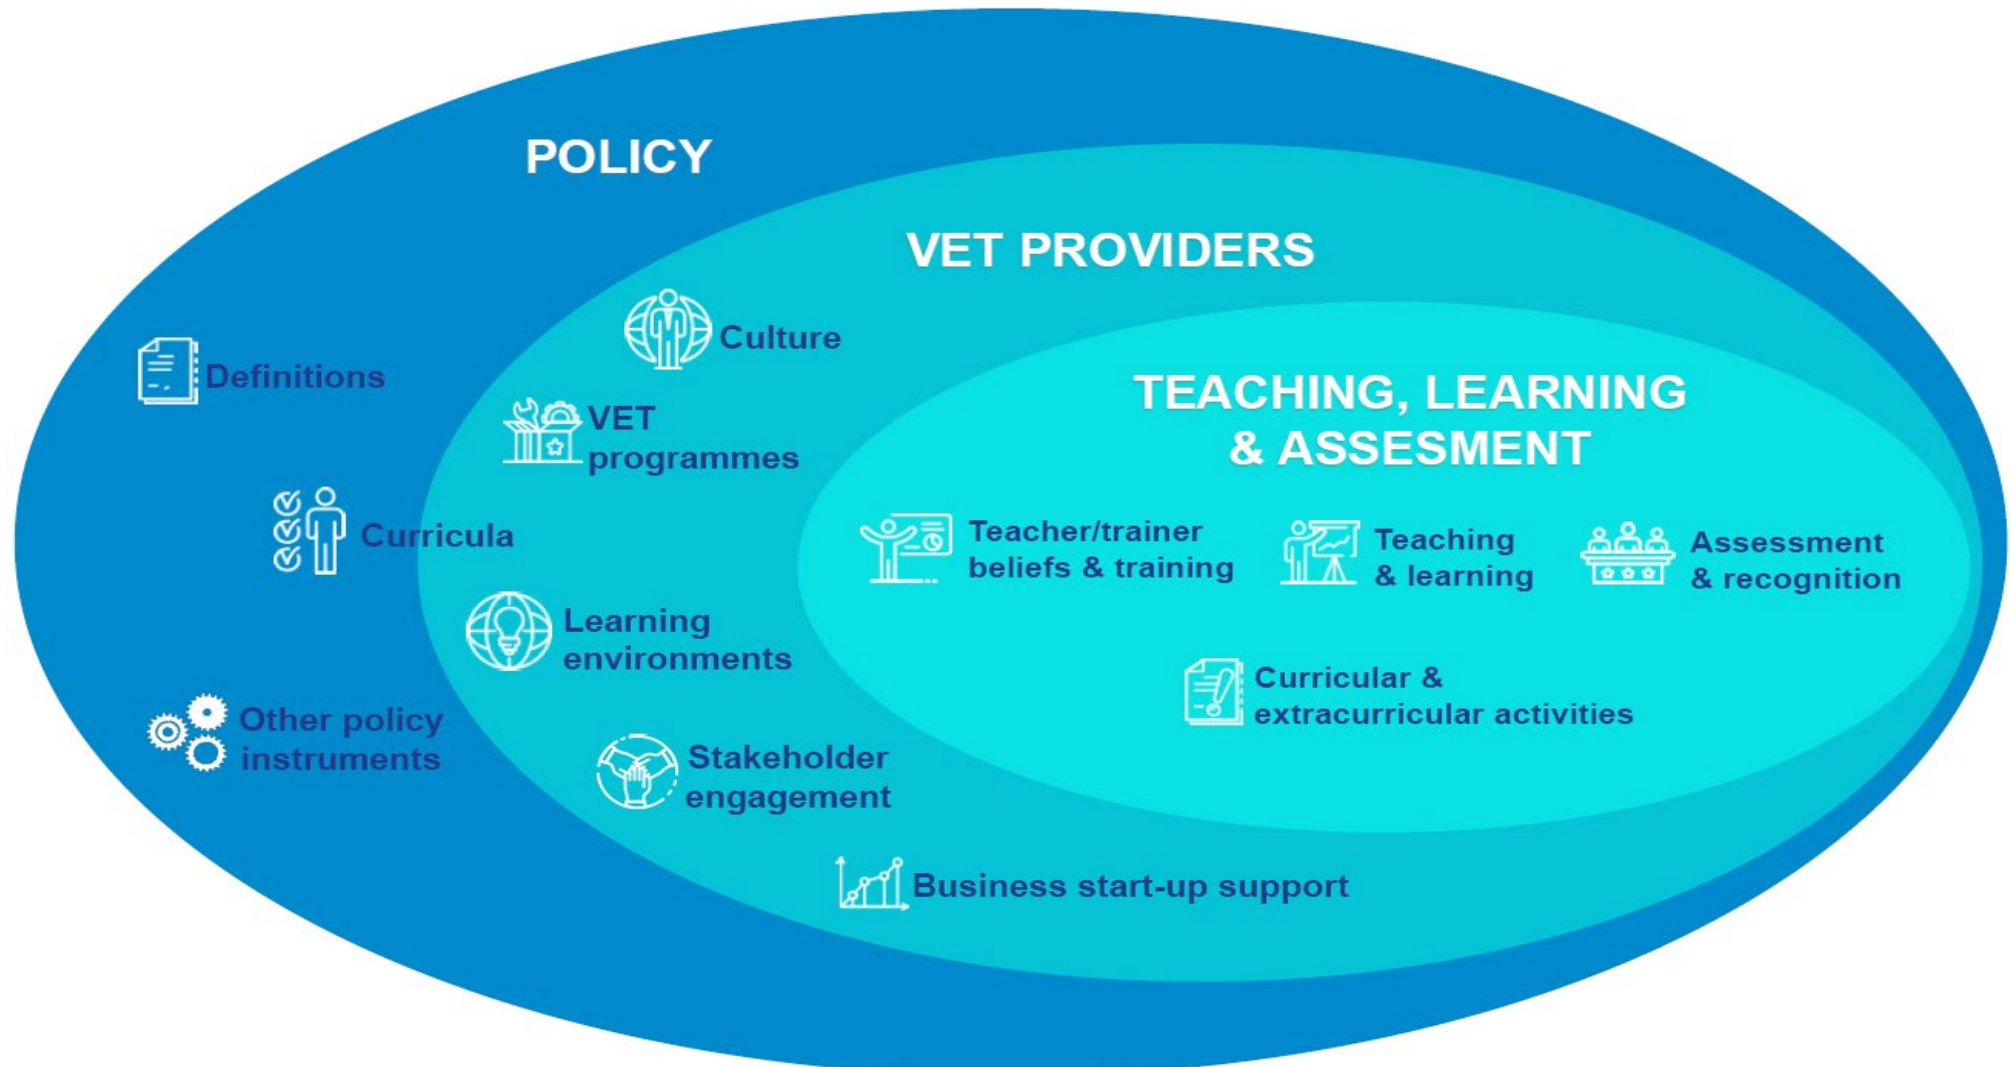 POLICY
VET PROVIDERS
TEACHING, LEARNING
& ASSESMENT
Culture
Definitions
VET
programmes
Curricula
Learning
environments
Other policy
instruments
Stakeholder
engagement
Business start-up support
Teacher/trainer
beliefs & training
Teaching
& learning
Assessment
& recognition
Curricular &
extracurricular activities